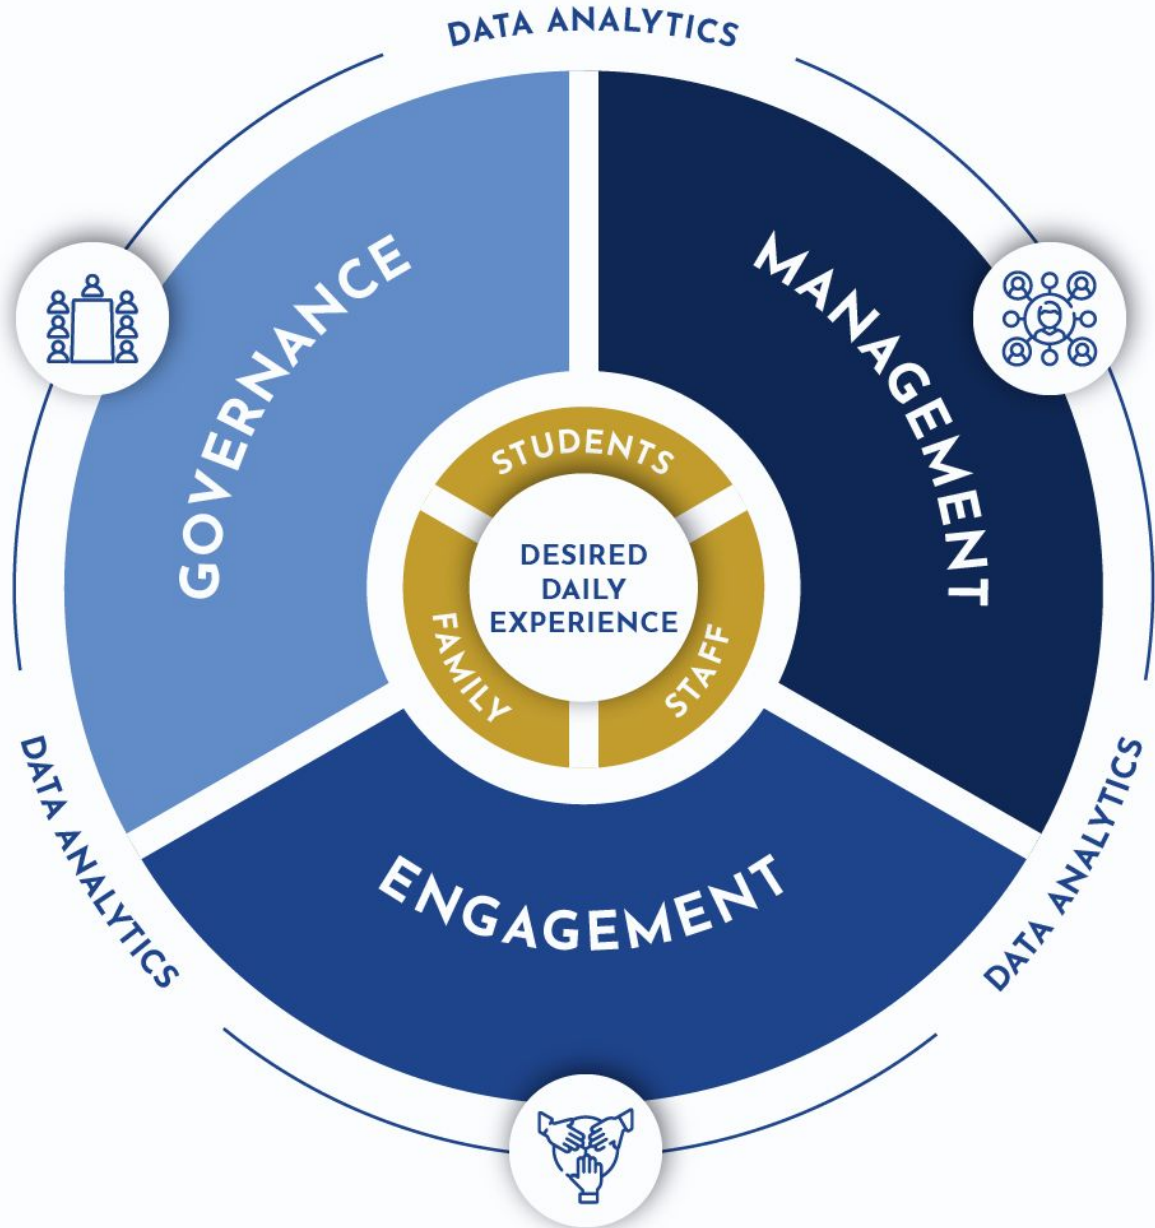 DATA ANALYTICS
GOVERNANCE
MANAGEMENT
STUDENTS
DESIRED
DAILY
EXPERIENCE
FAMILY
STAFF
DATA ANALYTICS
DATA ANALYTICS
ENGAGEMENT